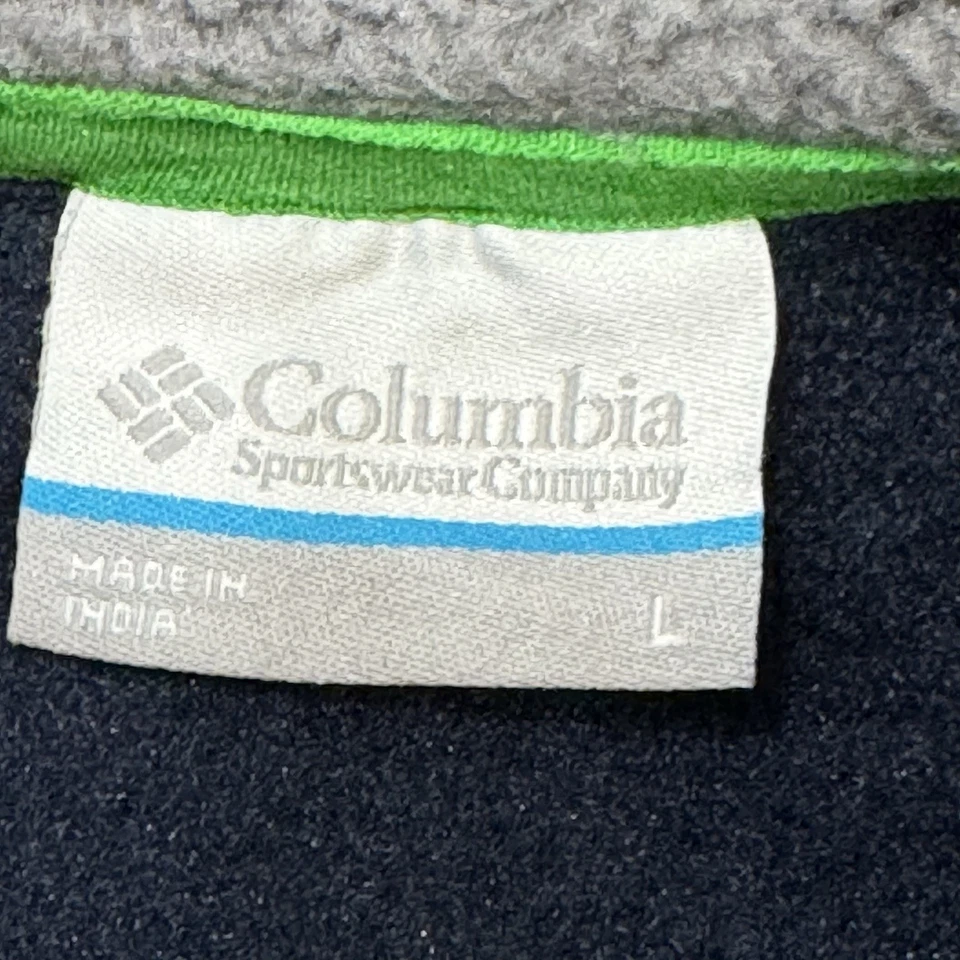 Columbia
Sportswear Company
MADE IN
INDIA
L